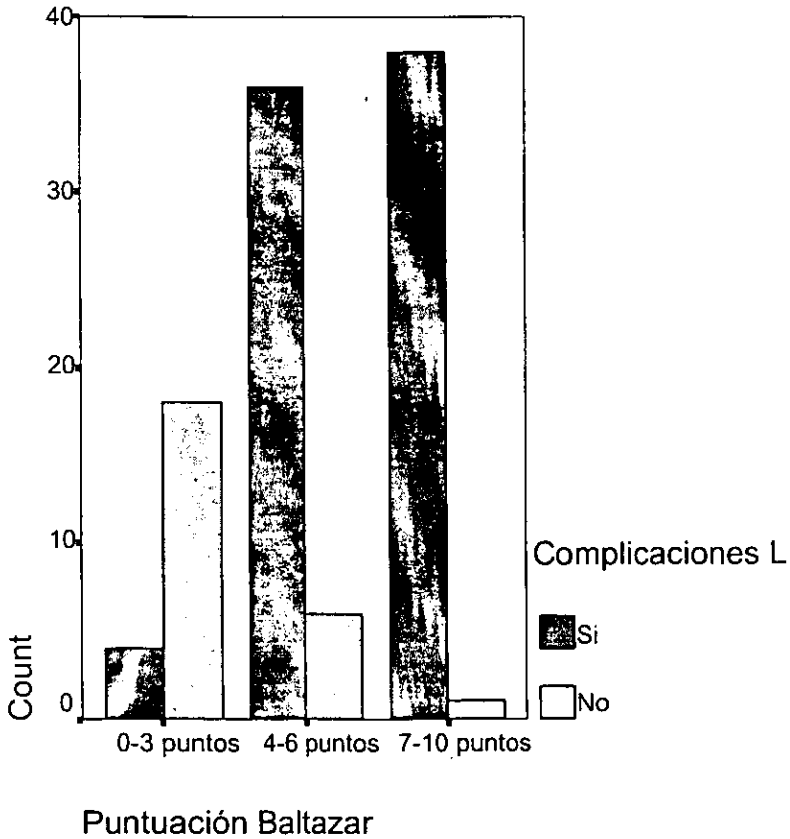 40
30
20
10
0
Count
0-3 puntos 4-6 puntos 7-10 puntos
Puntuación Baltazar
Complicaciones L
Si
No